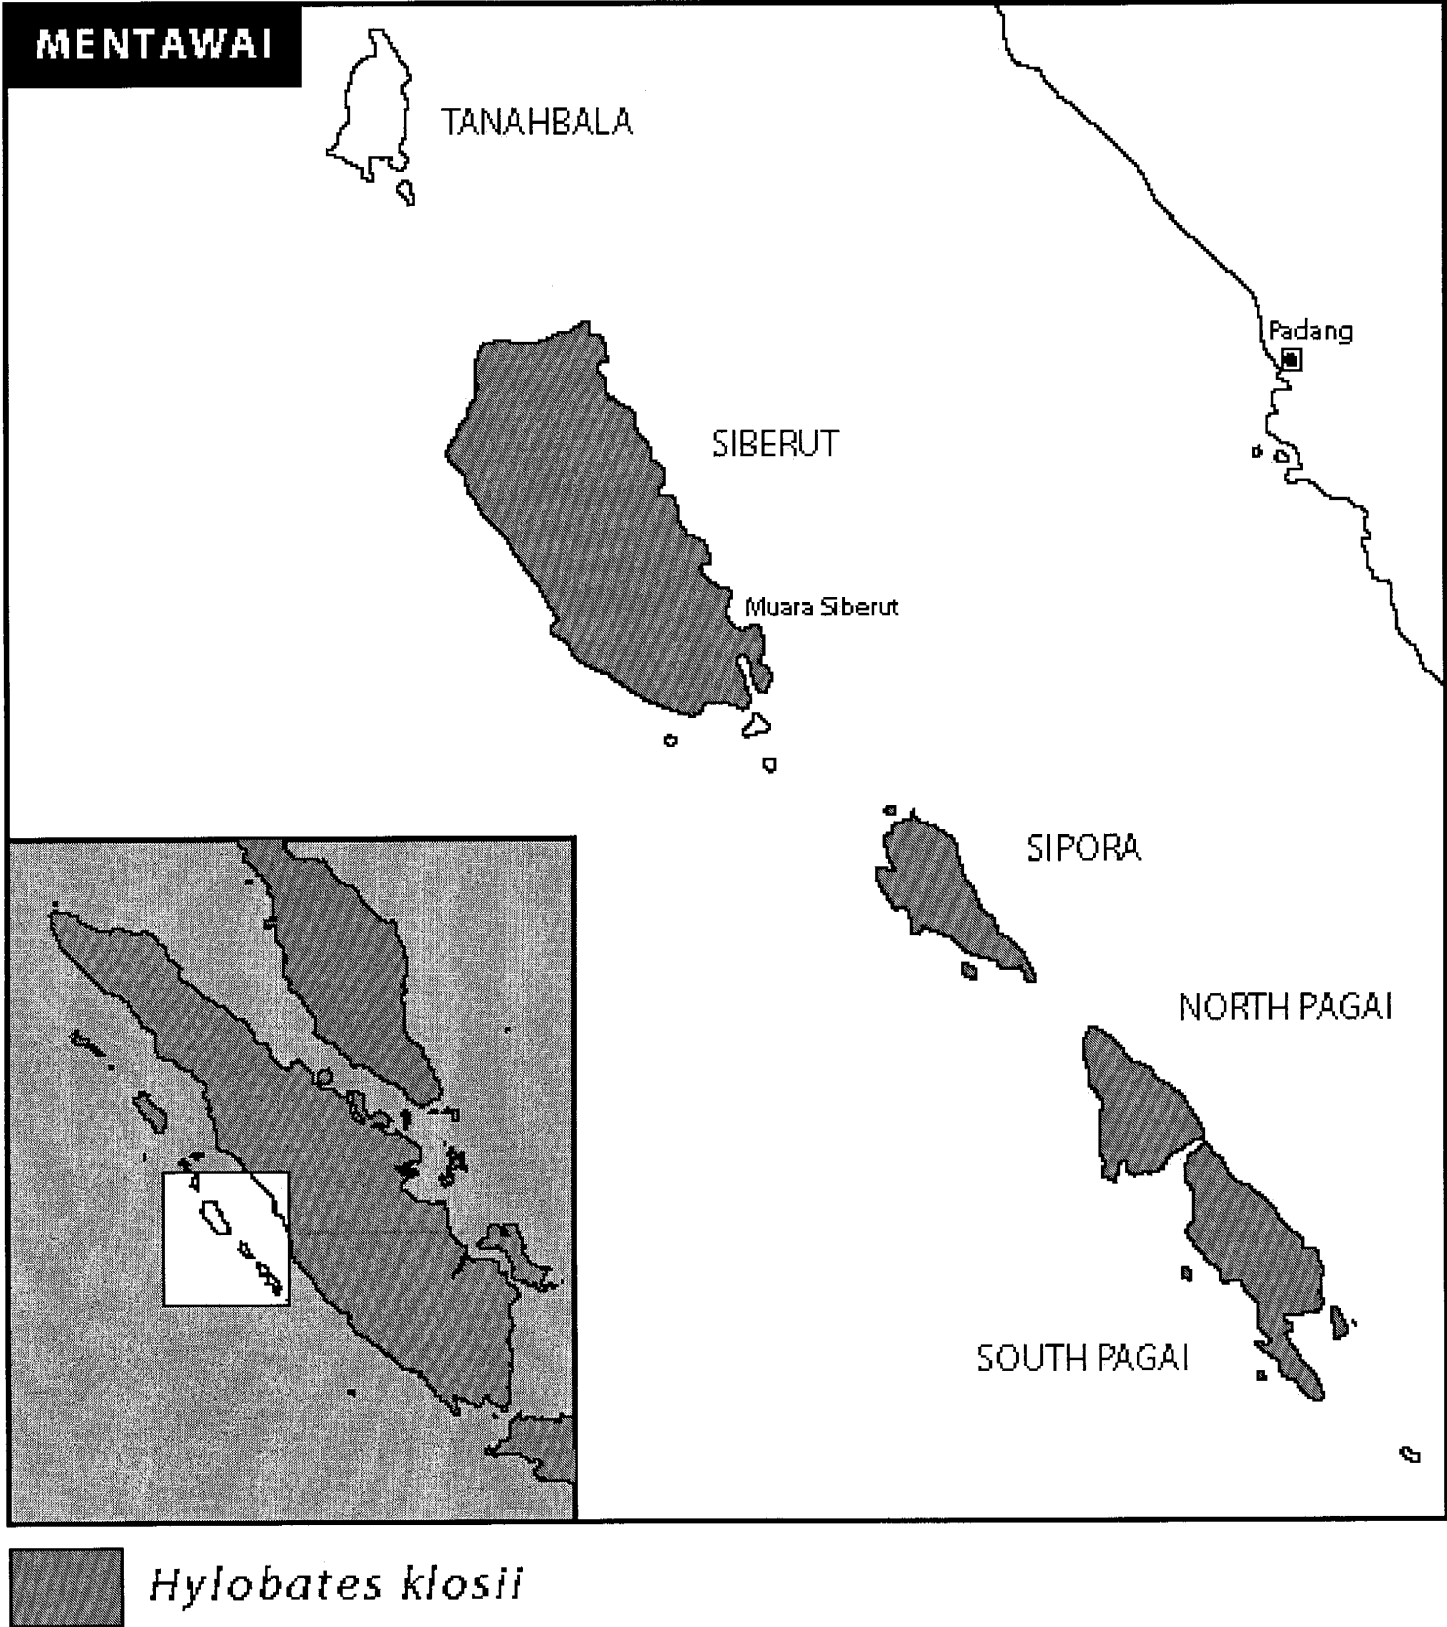 MENTAWAI
TANAHBALA
Padang
SIBERUT
Muara Siberut
SIPORA
NORTH PAGAI
SOUTH PAGAI
Hylobates klosii